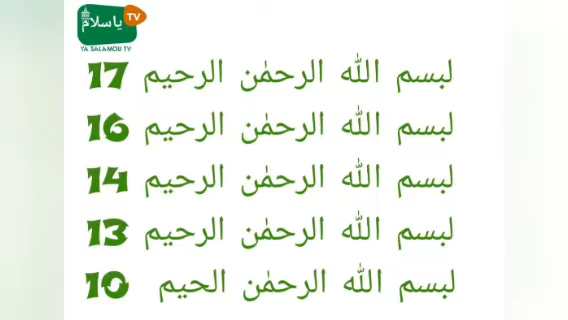 ياسلام TV
YA SALAMOU TV
لبسم الله الرحمٰن الرحيم 17
لبسم الله الرحمٰن الرحيم 16
لبسم الله الرحمٰن الرحيم 14
لبسم الله الرحمٰن الرحيم 13
لبسم الله الرحمٰن الحيم 10